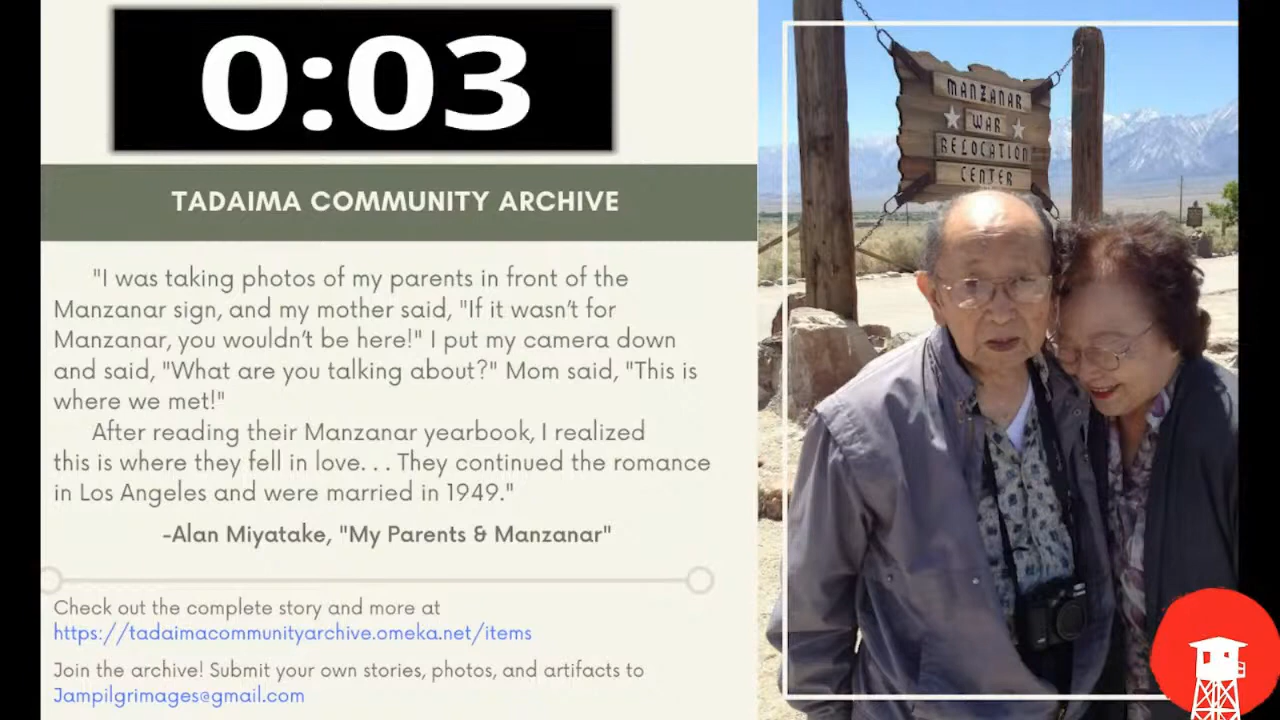 0:03
TADAIMA COMMUNITY ARCHIVE
"I was taking photos of my parents in front of the
Manzanar sign, and my mother said, "If it wasn't for
Manzanar, you wouldn't be here!" I put my camera down
and said, "What are you talking about?" Mom said, "This is
where we met!"
After reading their Manzanar yearbook, I realized
this is where they fell in love. . . They continued the romance
in Los Angeles and were married in 1949."
-Alan Miyatake, "My Parents & Manzanar"
Check out the complete story and more at
https://tadaimacommunityarchive.omeka.net/items
Join the archive! Submit your own stories, photos, and artifacts to
Jampilgrimages@gmail.com
MANZANAR
WAR
RELOCATION
CENTER